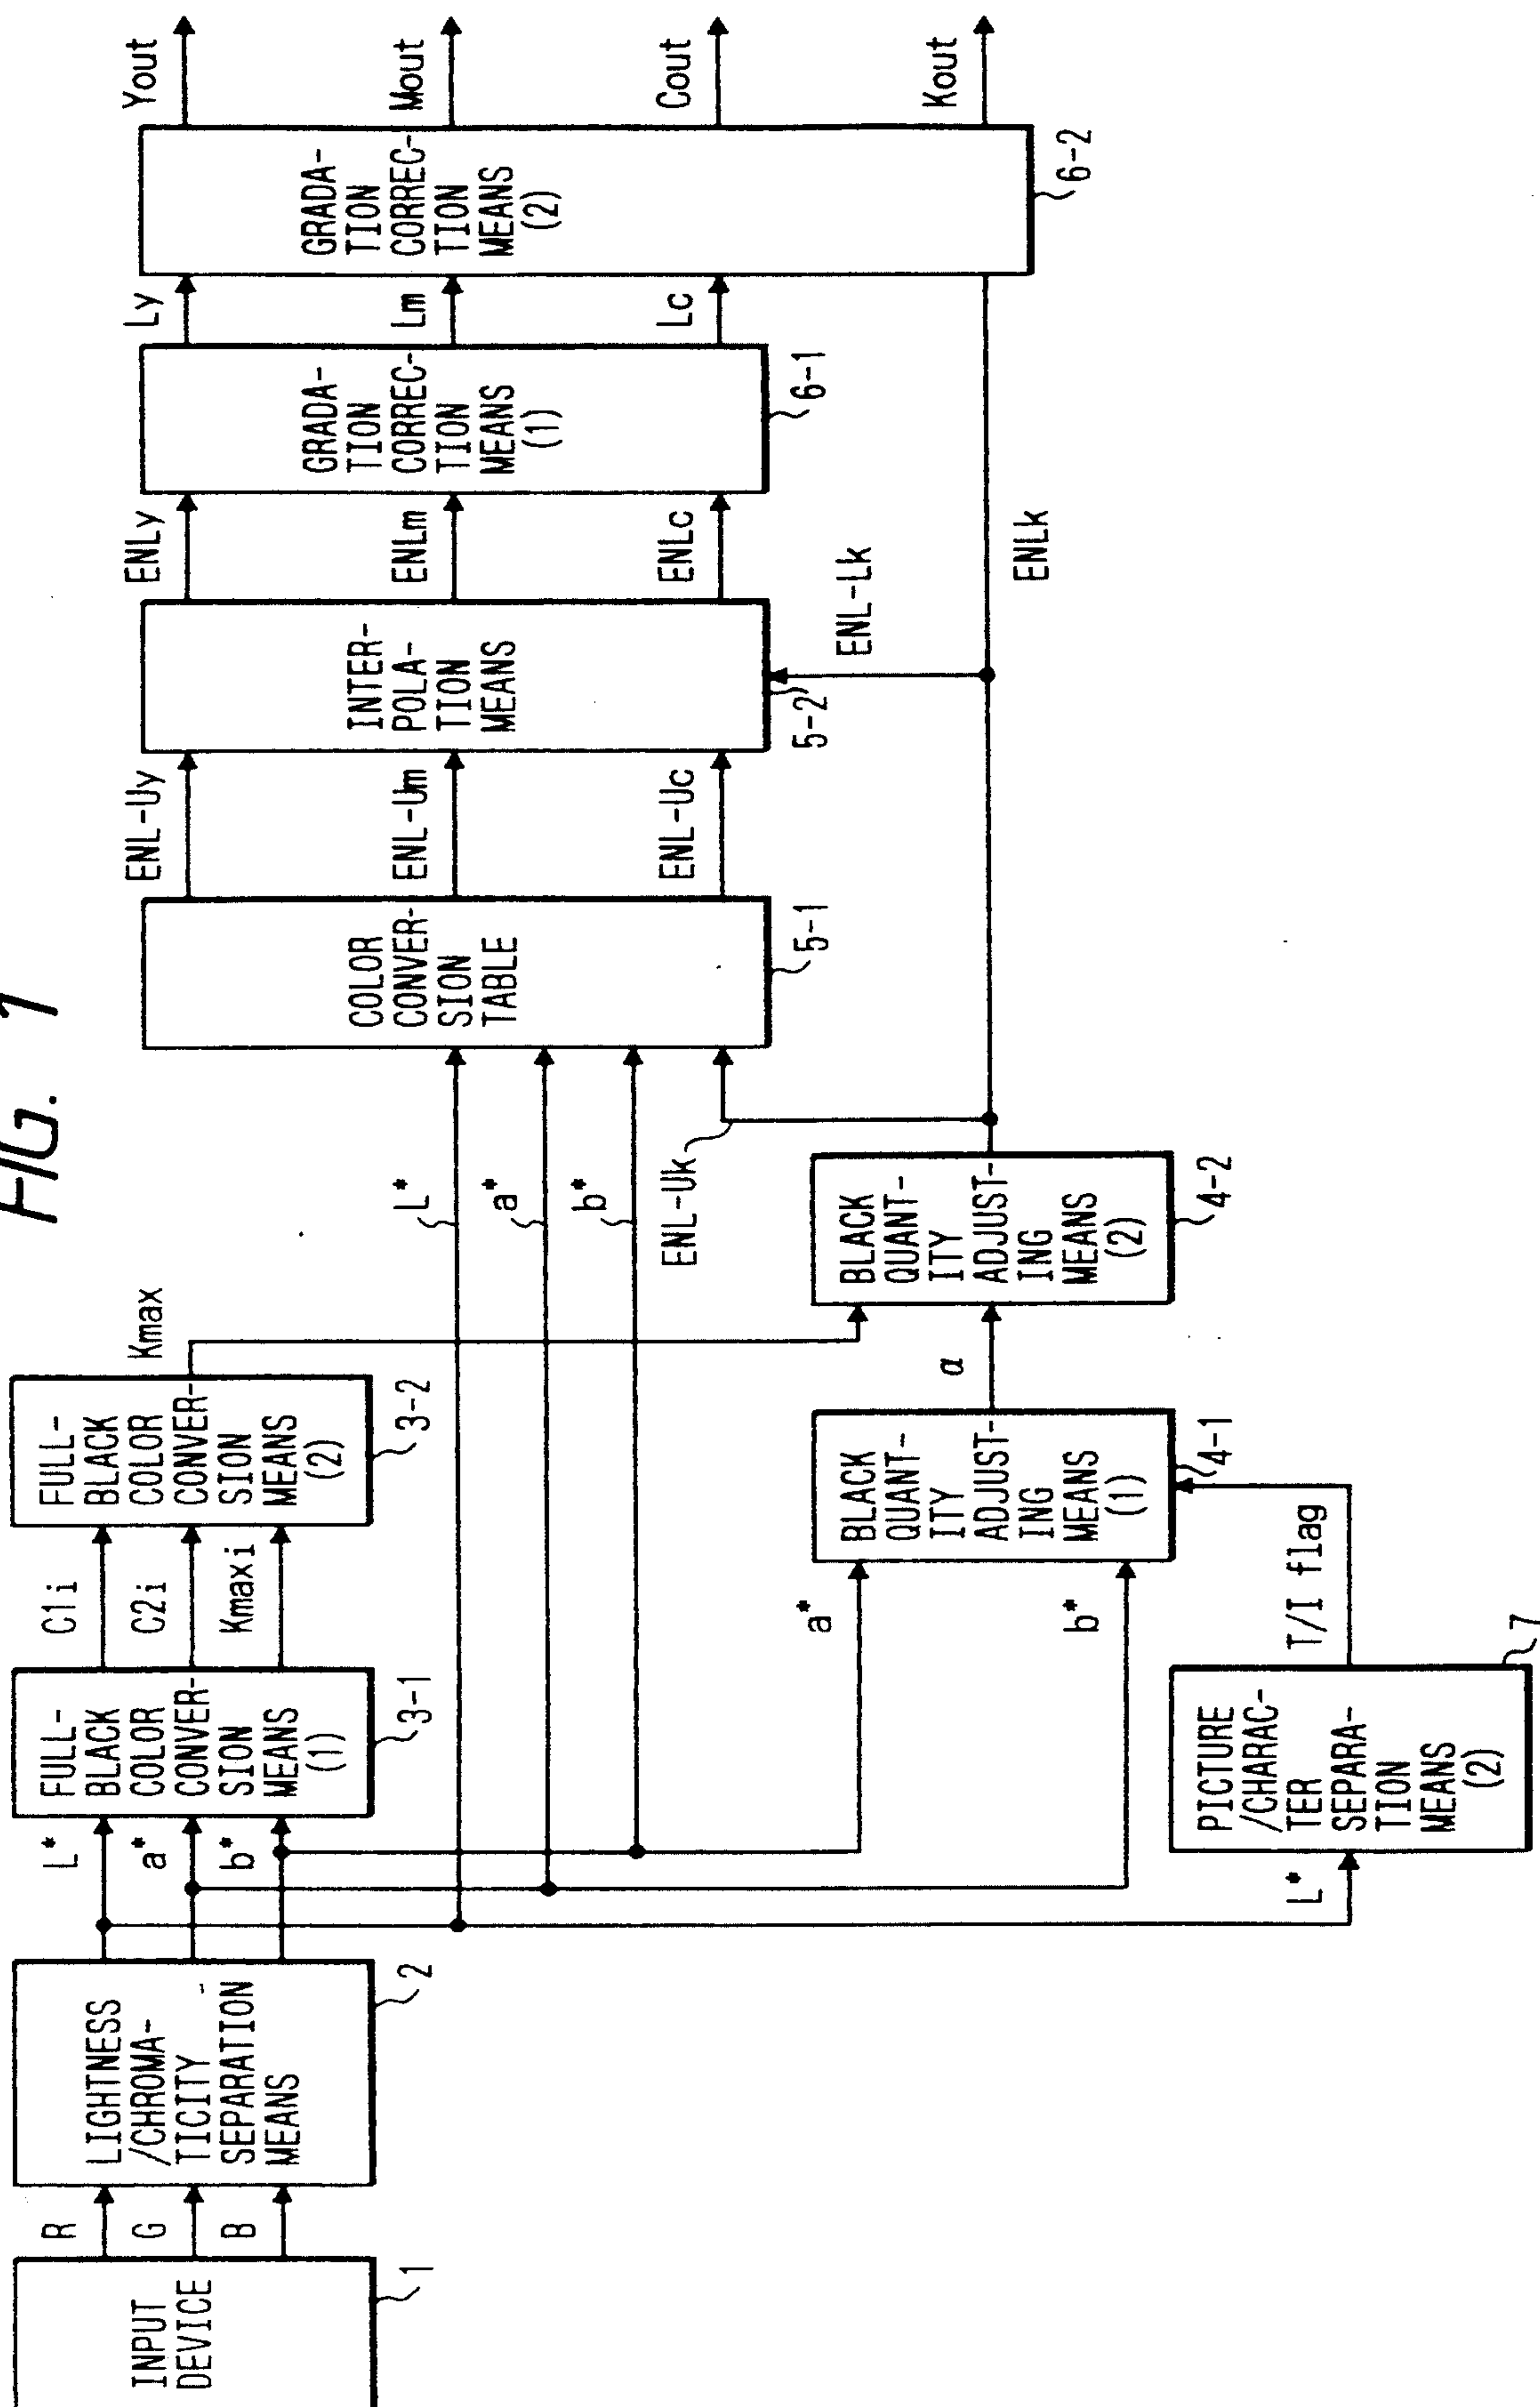 FIG. 1
INPUT
DEVICE
1
R
G
B
LIGHTNESS
/CHROMA-
TICITY
SEPARATION
MEANS
2
L*
a*
b*
FULL-
BLACK
COLOR
CONVER-
SION
MEANS
(1)
3-1
C1i
C2i
Kmaxi
FULL-
BLACK
COLOR
CONVER-
SION
MEANS
(2)
3-2
Kmax
L*
a*
b*
ENL-Uk
L*
PICTURE
/CHARAC-
TER
SEPARA-
TION
MEANS
(2)
7
T/I flag
a*
b*
BLACK
QUANT-
ITY
ADJUST-
ING
MEANS
(1)
4-1
α
BLACK
QUANT-
ITY
ADJUST-
ING
MEANS
(2)
4-2
COLOR
CONVER-
SION
TABLE
5-1
ENL-Uy
ENL-Um
ENL-Uc
INTER-
POLA-
TION
MEANS
5-2
ENL-Lk
ENLk
ENLy
ENLm
ENLc
GRADA-
TION
CORREC-
TION
MEANS
(1)
6-1
Ly
Lm
Lc
GRADA-
TION
CORREC-
TION
MEANS
(2)
6-2
Yout
Mout
Cout
Kout